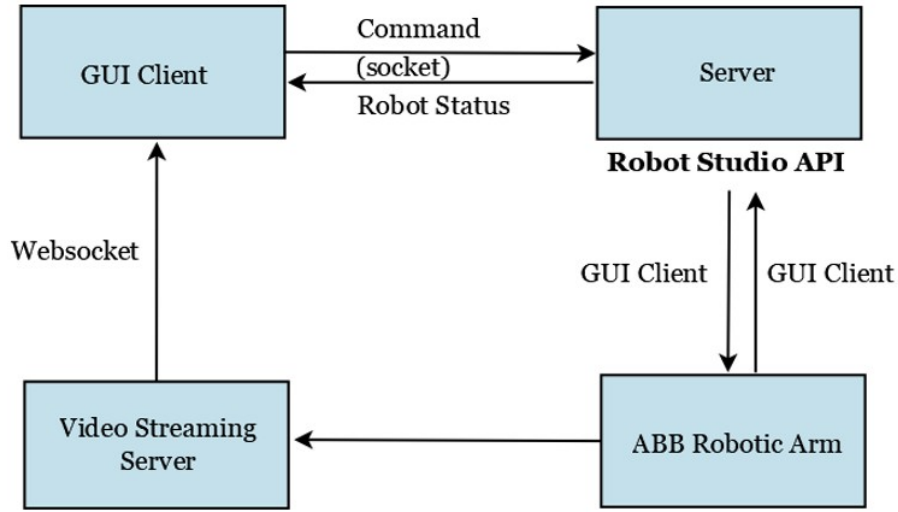 Command
GUI Client
(socket)
Server
Robot Status
Robot Studio API
Websocket
GUI Client
GUI Client
Video Streaming
Server
ABB Robotic Arm